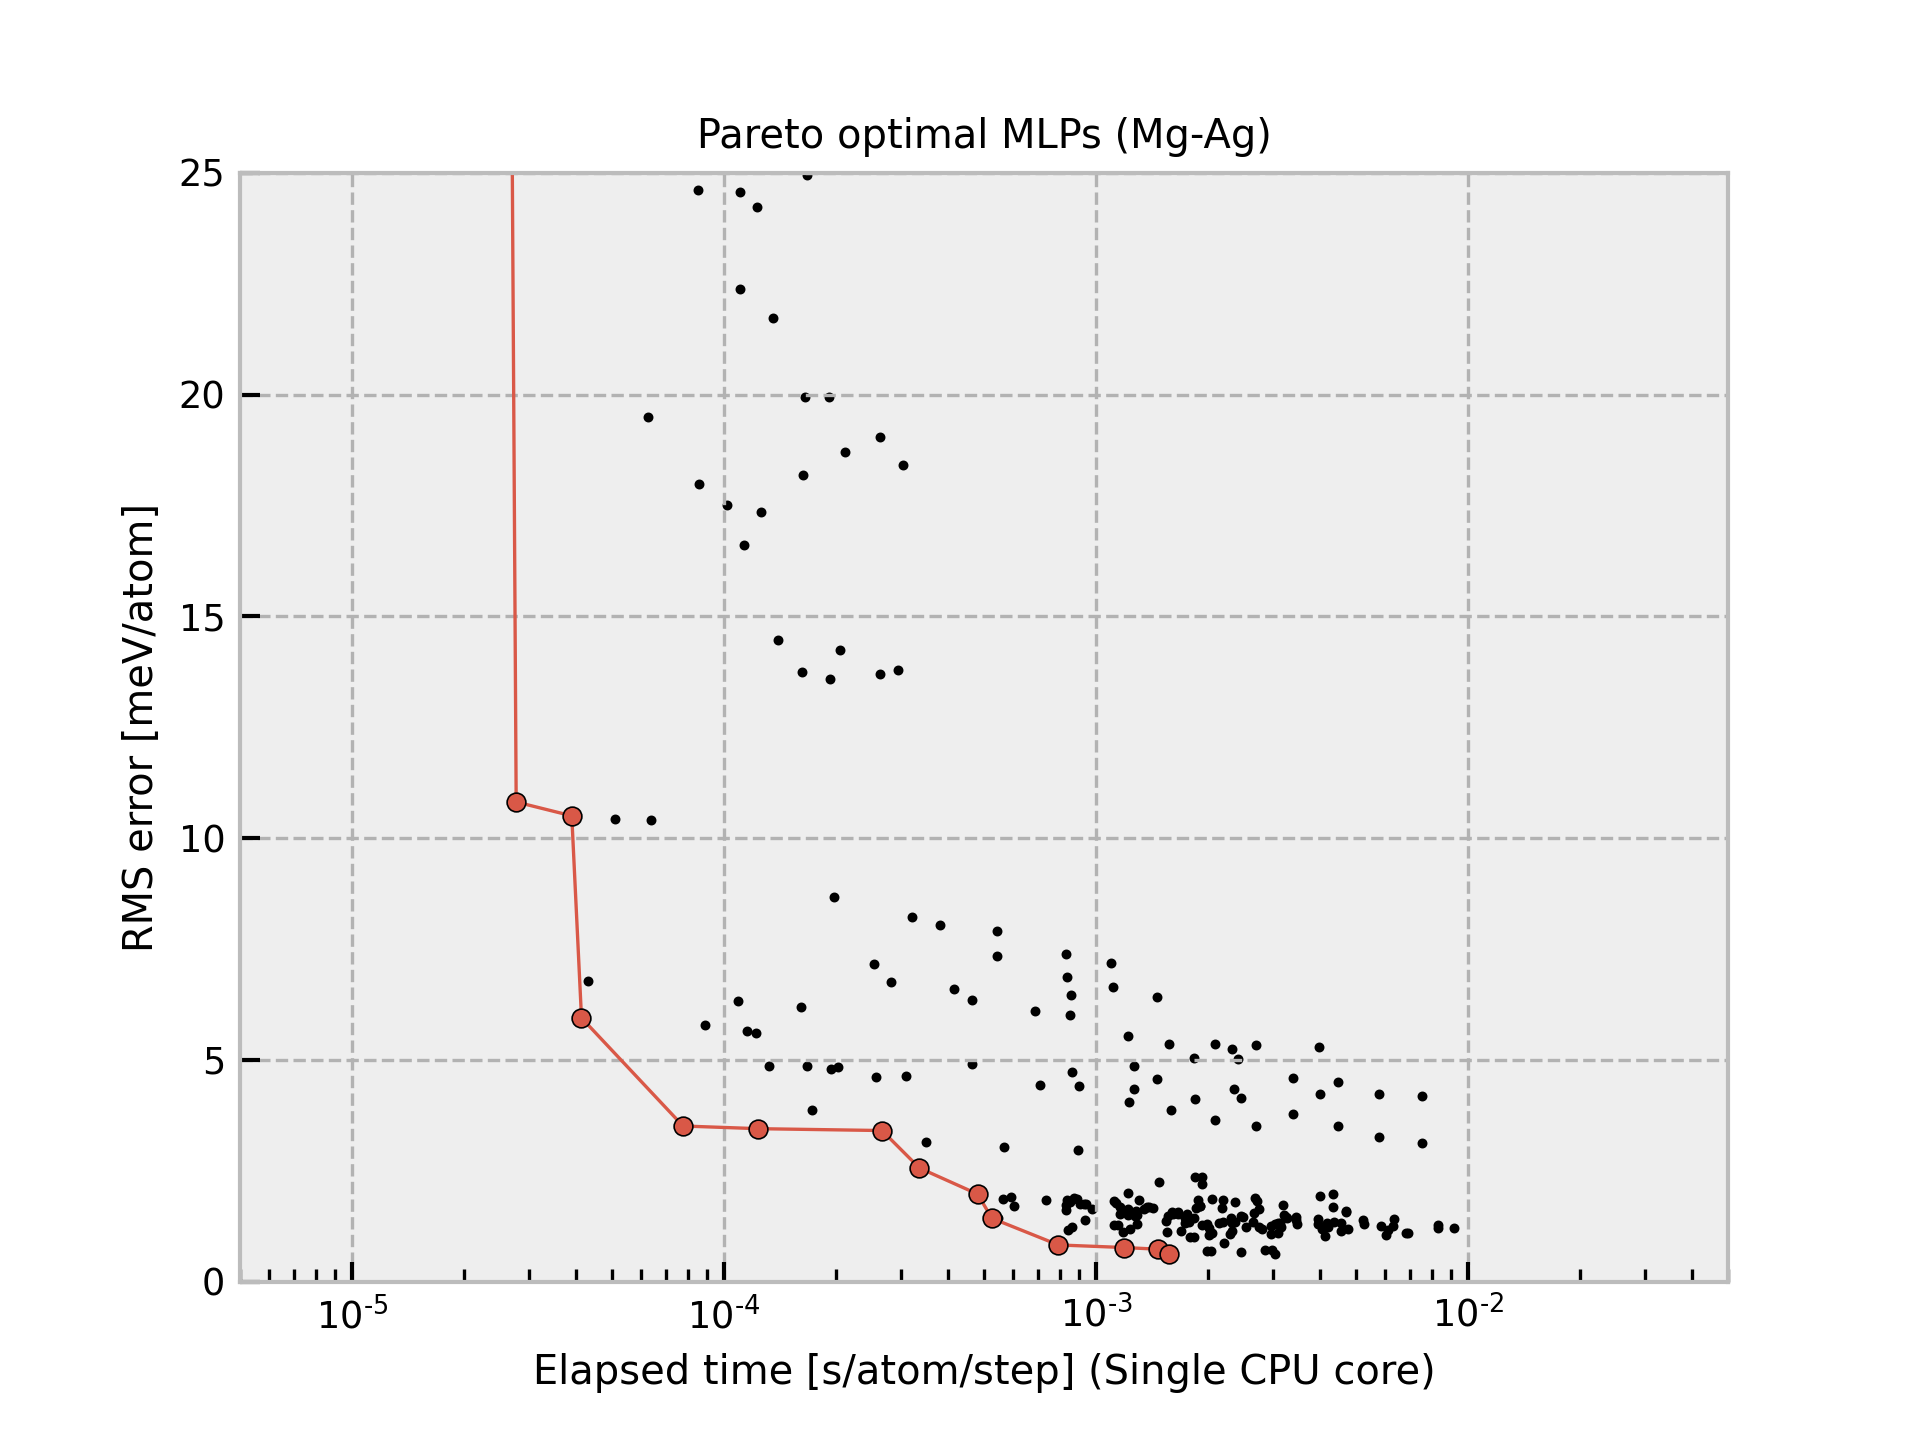 Pareto optimal MLPs (Mg-Ag)
25
20
15
10
5
0
RMS error [meV/atom]
10-5 10-4 10-3 10-2
Elapsed time [s/atom/step] (Single CPU core)